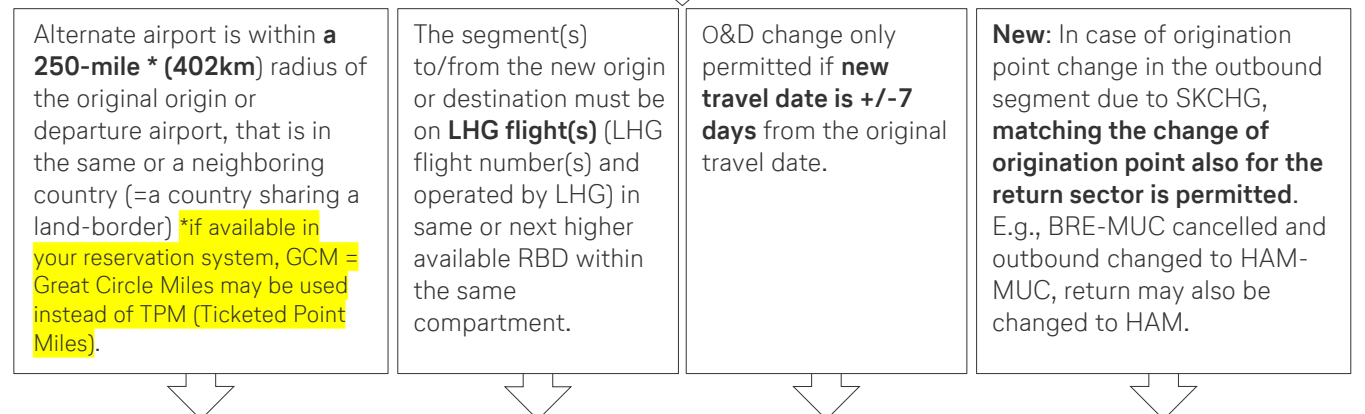 Alternate airport is within a
250-mile * (402km) radius of
the original origin or
departure airport, that is in
the same or a neighboring
country (=a country sharing a
land-border) *if available in
your reservation system, GCM =
Great Circle Miles may be used
instead of TPM (Ticketed Point
Miles).
The segment(s)
to/from the new origin
or destination must be
on LHG flight(s) (LHG
flight number(s) and
operated by LHG) in
same or next higher
available RBD within
the same
compartment.
O&D change only
permitted if new
travel date is +/-7
days from the original
travel date.
New: In case of origination
point change in the outbound
segment due to SKCHG,
matching the change of
origination point also for the
return sector is permitted.
E.g., BRE-MUC cancelled and
outbound changed to HAM-
MUC, return may also be
changed to HAM.